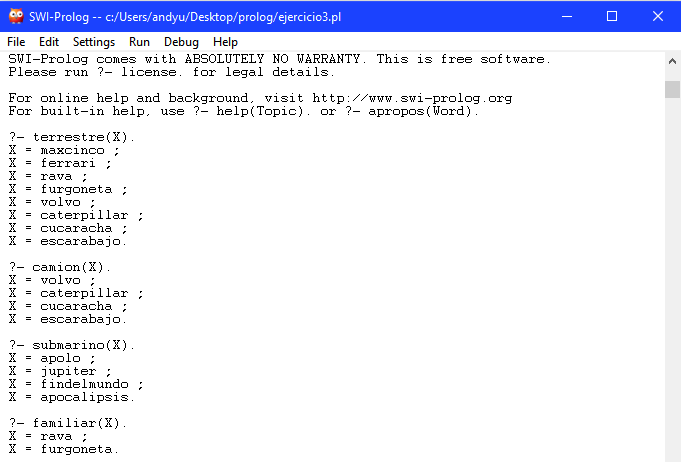 SWI-Prolog -- c:/Users/andyu/Desktop/prolog/ejercicio3.pl
File Edit Settings Run Debug Help
SWI-Prolog comes with ABSOLUTELY NO WARRANTY. This is free software.
Please run ?- license. for legal details.
For online help and background, visit http://www.swi-prolog.org
For built-in help, use ?- help(Topic). or ?- apropos(Word).
?- terrestre(X).
X = maxcinco ;
X = ferrari ;
X = rava ;
X = furgoneta ;
X = volvo ;
X = caterpillar ;
X = cucaracha ;
X = escarabajo.
?- camion(X).
X = volvo ;
X = caterpillar ;
X = cucaracha ;
X = escarabajo.
?- submarino(X).
X = apolo ;
X = jupiter ;
X = findelmundo ;
X = apocalipsis.
?- familiar(X).
X = rava ;
X = furgoneta.